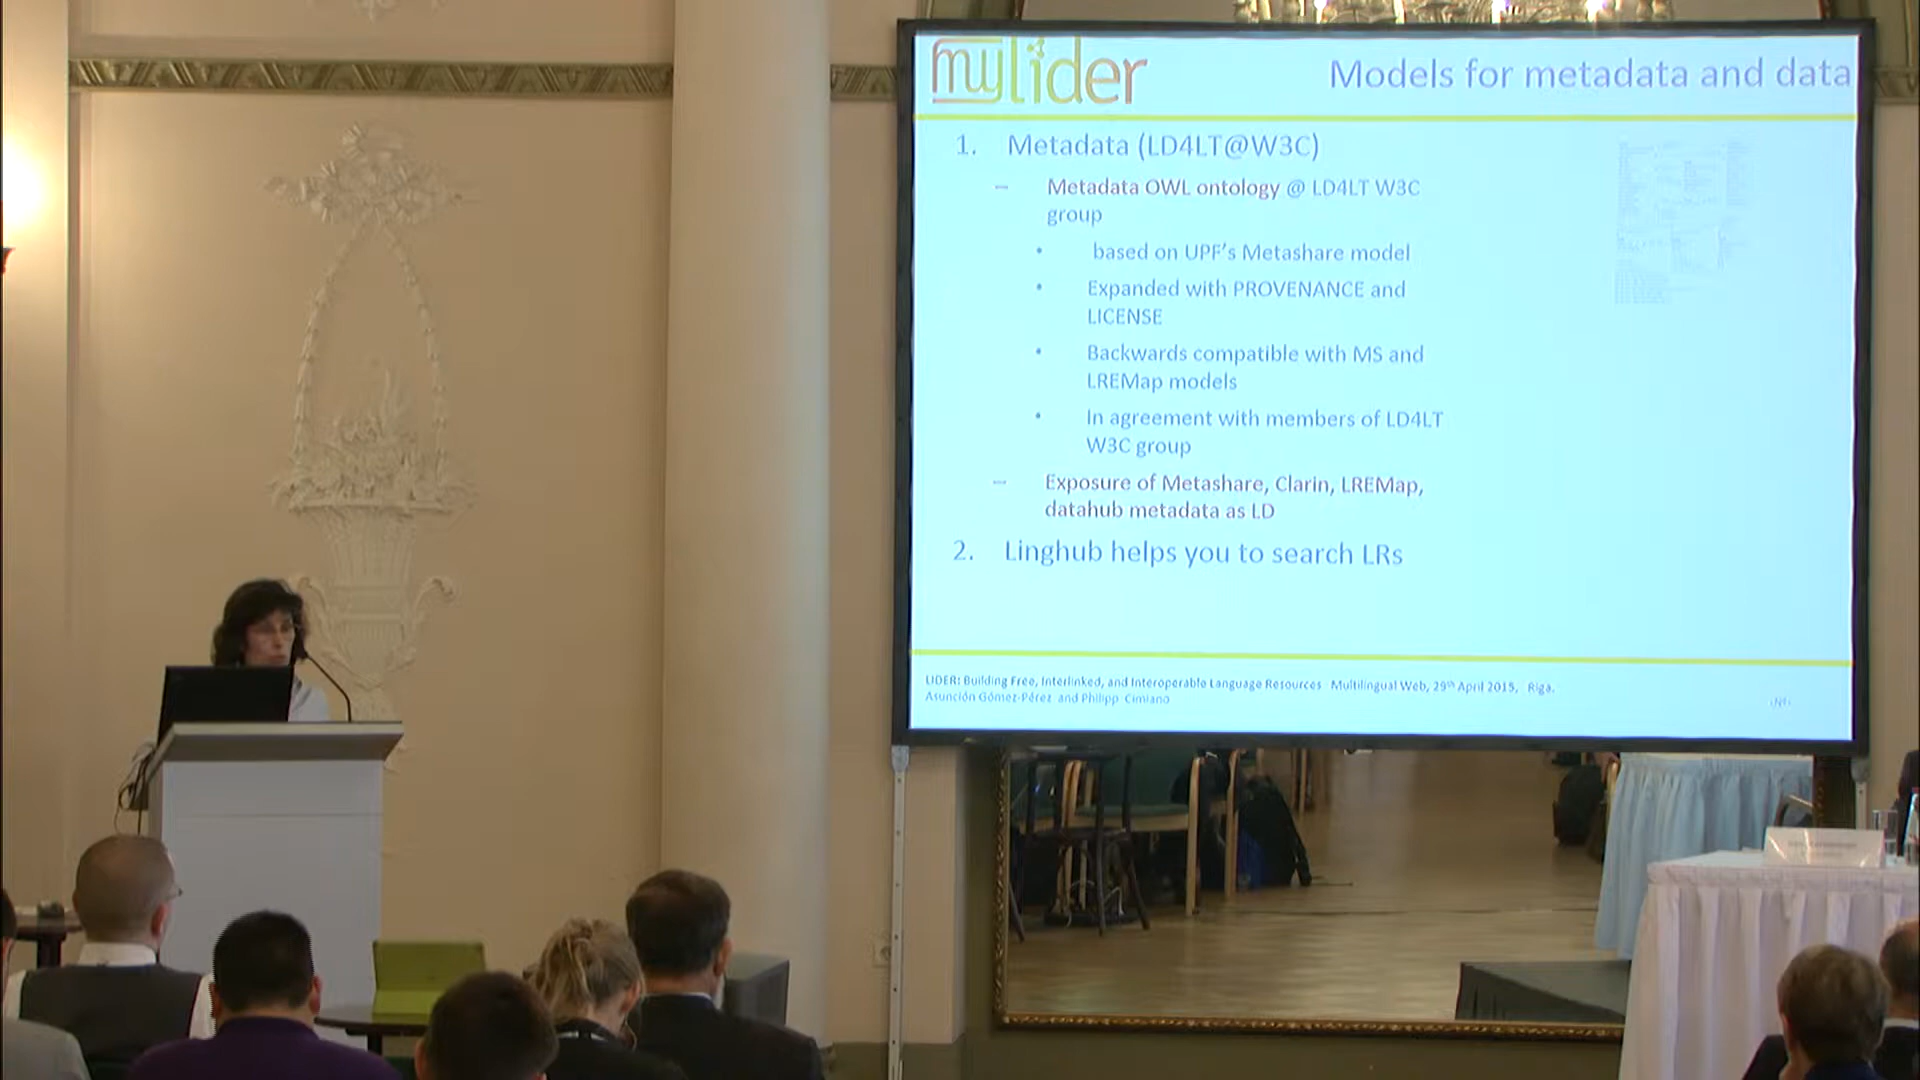 mylider
Models for metadata and data
1. Metadata (LD4LT@W3C)
– Metadata OWL ontology @ LD4LT W3C
group
• based on UPF's Metashare model
• Expanded with PROVENANCE and
LICENSE
• Backwards compatible with MS and
LREMap models
• In agreement with members of LD4LT
W3C group
– Exposure of Metashare, Clarin, LREMap,
datahub metadata as LD
2. Linghub helps you to search LRs
LIDER: Building Free, Interlinked, and Interoperable Language Resources - Multilingual Web, 29th April 2015, Riga.
Asunción Gómez-Pérez and Philipp Cimiano